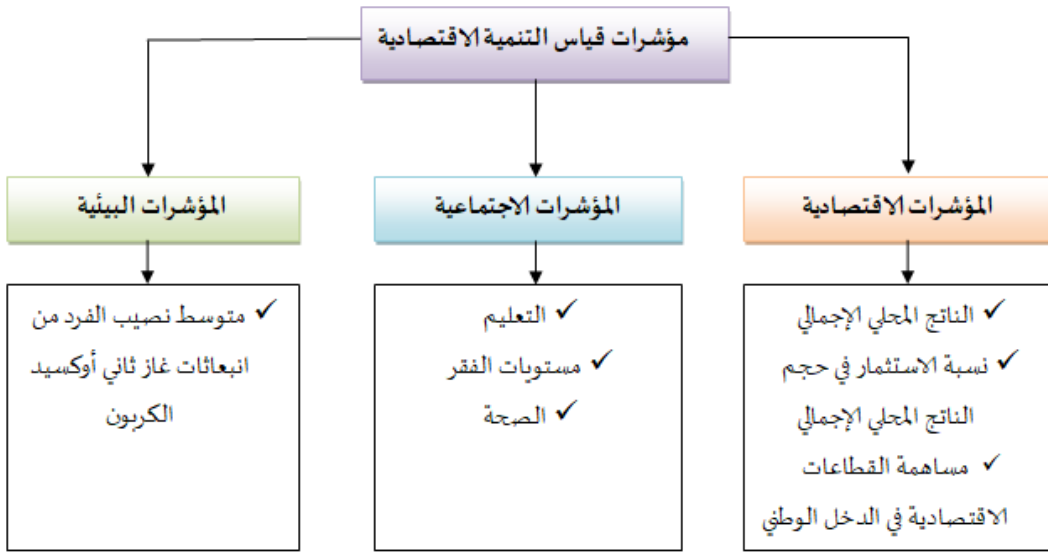 مؤشرات قياس التنمية الاقتصادية
المؤشرات الاقتصادية
✓ الناتج المحلي الإجمالي
✓ نسبة الاستثمار في حجم
الناتج المحلي الإجمالي
✓ مساهمة القطاعات
الاقتصادية في الدخل الوطني
المؤشرات الاجتماعية
✓ التعليم
✓ مستويات الفقر
✓ الصحة
المؤشرات البيئية
✓ متوسط نصيب الفرد من
انبعاثات غاز ثاني أوكسيد
الكربون